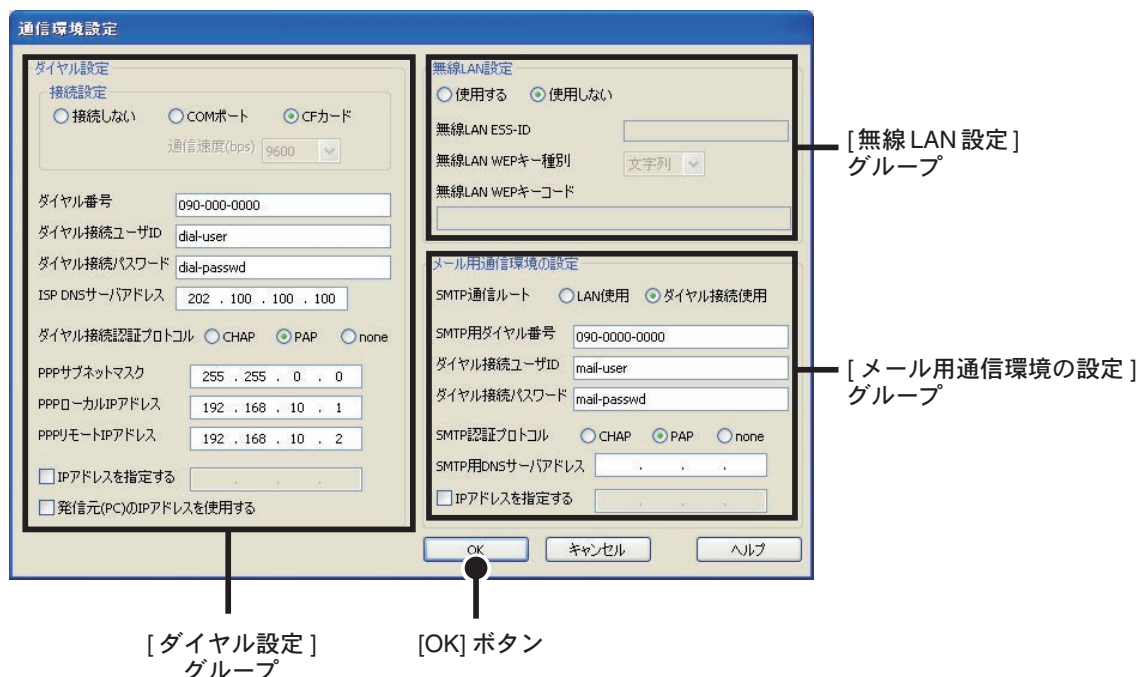 通信環境設定
ダイヤル設定
接続設定
接続しない COMポート CFカード
通信速度(bps) 9600
ダイヤル番号 090-000-0000
ダイヤル接続ユーザID dial-user
ダイヤル接続パスワード dial-passwd
ISP DNSサーバアドレス 202 . 100 . 100 . 100
ダイヤル接続認証プロトコル CHAP PAP none
PPPサブネットマスク 255 . 255 . 0 . 0
PPPローカルIPアドレス 192 . 168 . 10 . 1
PPPリモートIPアドレス 192 . 168 . 10 . 2
IPアドレスを指定する . . .
発信元(PC)のIPアドレスを使用する
無線LAN設定
使用する 使用しない
無線LAN ESS-ID
無線LAN WEPキー種別 文字列
無線LAN WEPキーコード
メール用通信環境の設定
SMTP通信ルート LAN使用 ダイヤル接続使用
SMTP用ダイヤル番号 090-0000-0000
ダイヤル接続ユーザID mail-user
ダイヤル接続パスワード mail-passwd
SMTP認証プロトコル CHAP PAP none
SMTP用DNSサーバアドレス . . .
IPアドレスを指定する . . .
OK キャンセル ヘルプ
[無線 LAN 設定]
グループ
[メール用通信環境の設定]
グループ
[ダイヤル設定]
グループ
[OK] ボタン